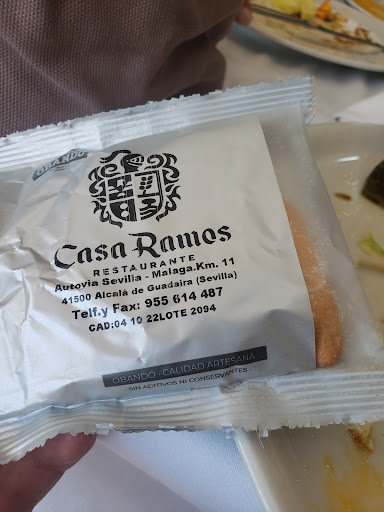 OBANDO
Casa Ramos
RESTAURANTE
Autovia Sevilla - Malaga.Km. 11
41500 Alcalá de Guadaira (Sevilla)
Telf.y Fax: 955 614 487
CAD:04 10 22LOTE 2094
OBANDO - CALIDAD ARTESANA
SIN ADITIVOS NI CONSERVANTES